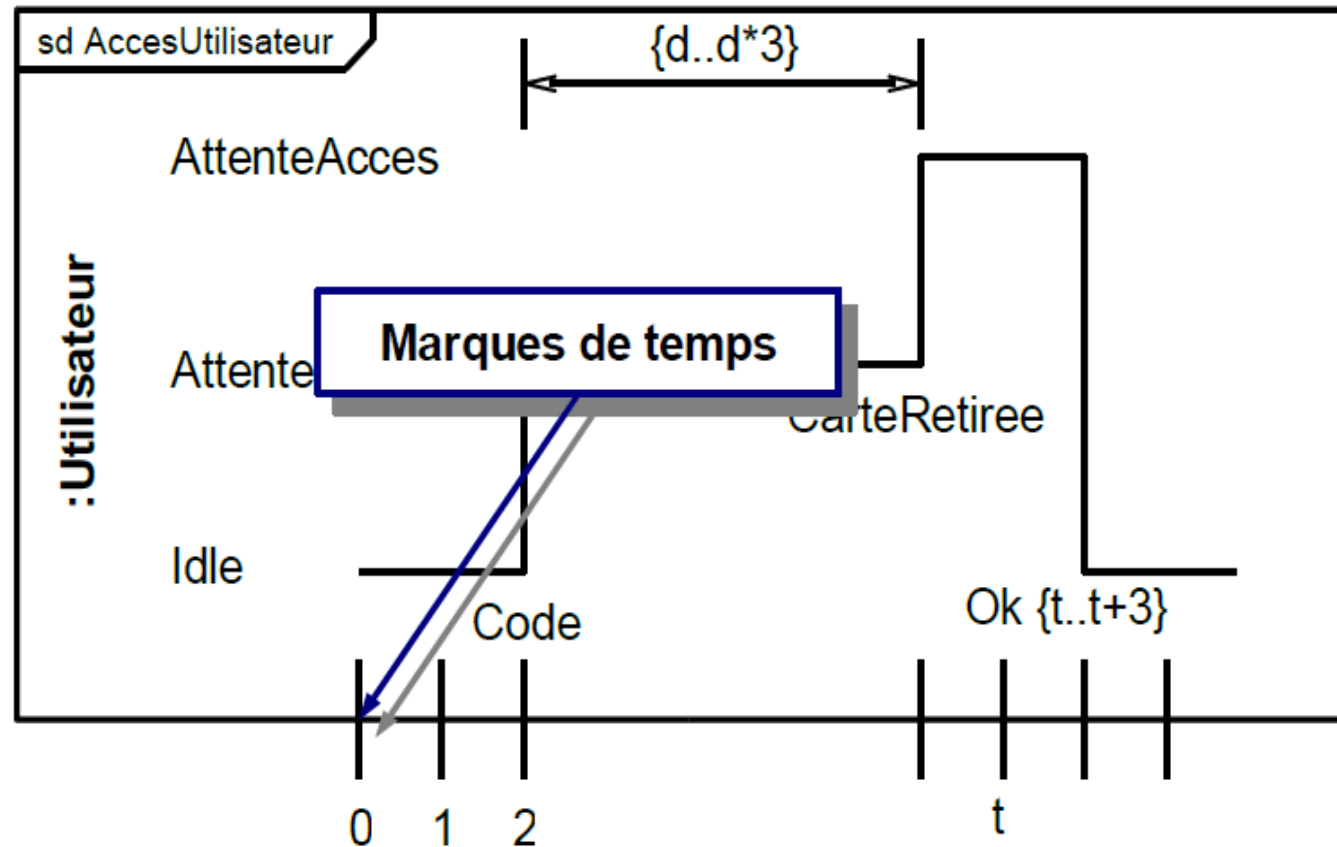 sd AccesUtilisateur
{d..d*3}
AttenteAcces
:Utilisateur
Marques de temps
Attente
CarteRetiree
Idle
Code
Ok {t..t+3}
0 1 2 t